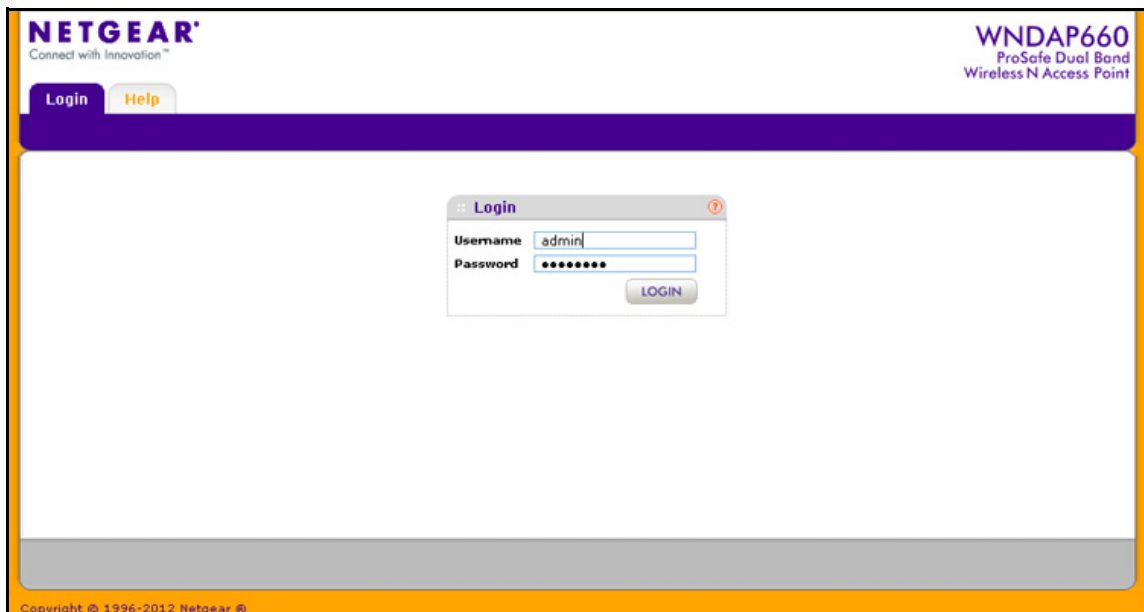 NETGEAR®
Connect with Innovation™
WNDAP660
ProSafe Dual Band
Wireless N Access Point
Login
Help
Login
Username admin
Password ••••••••
LOGIN
Copyright © 1996-2012 Netgear ®